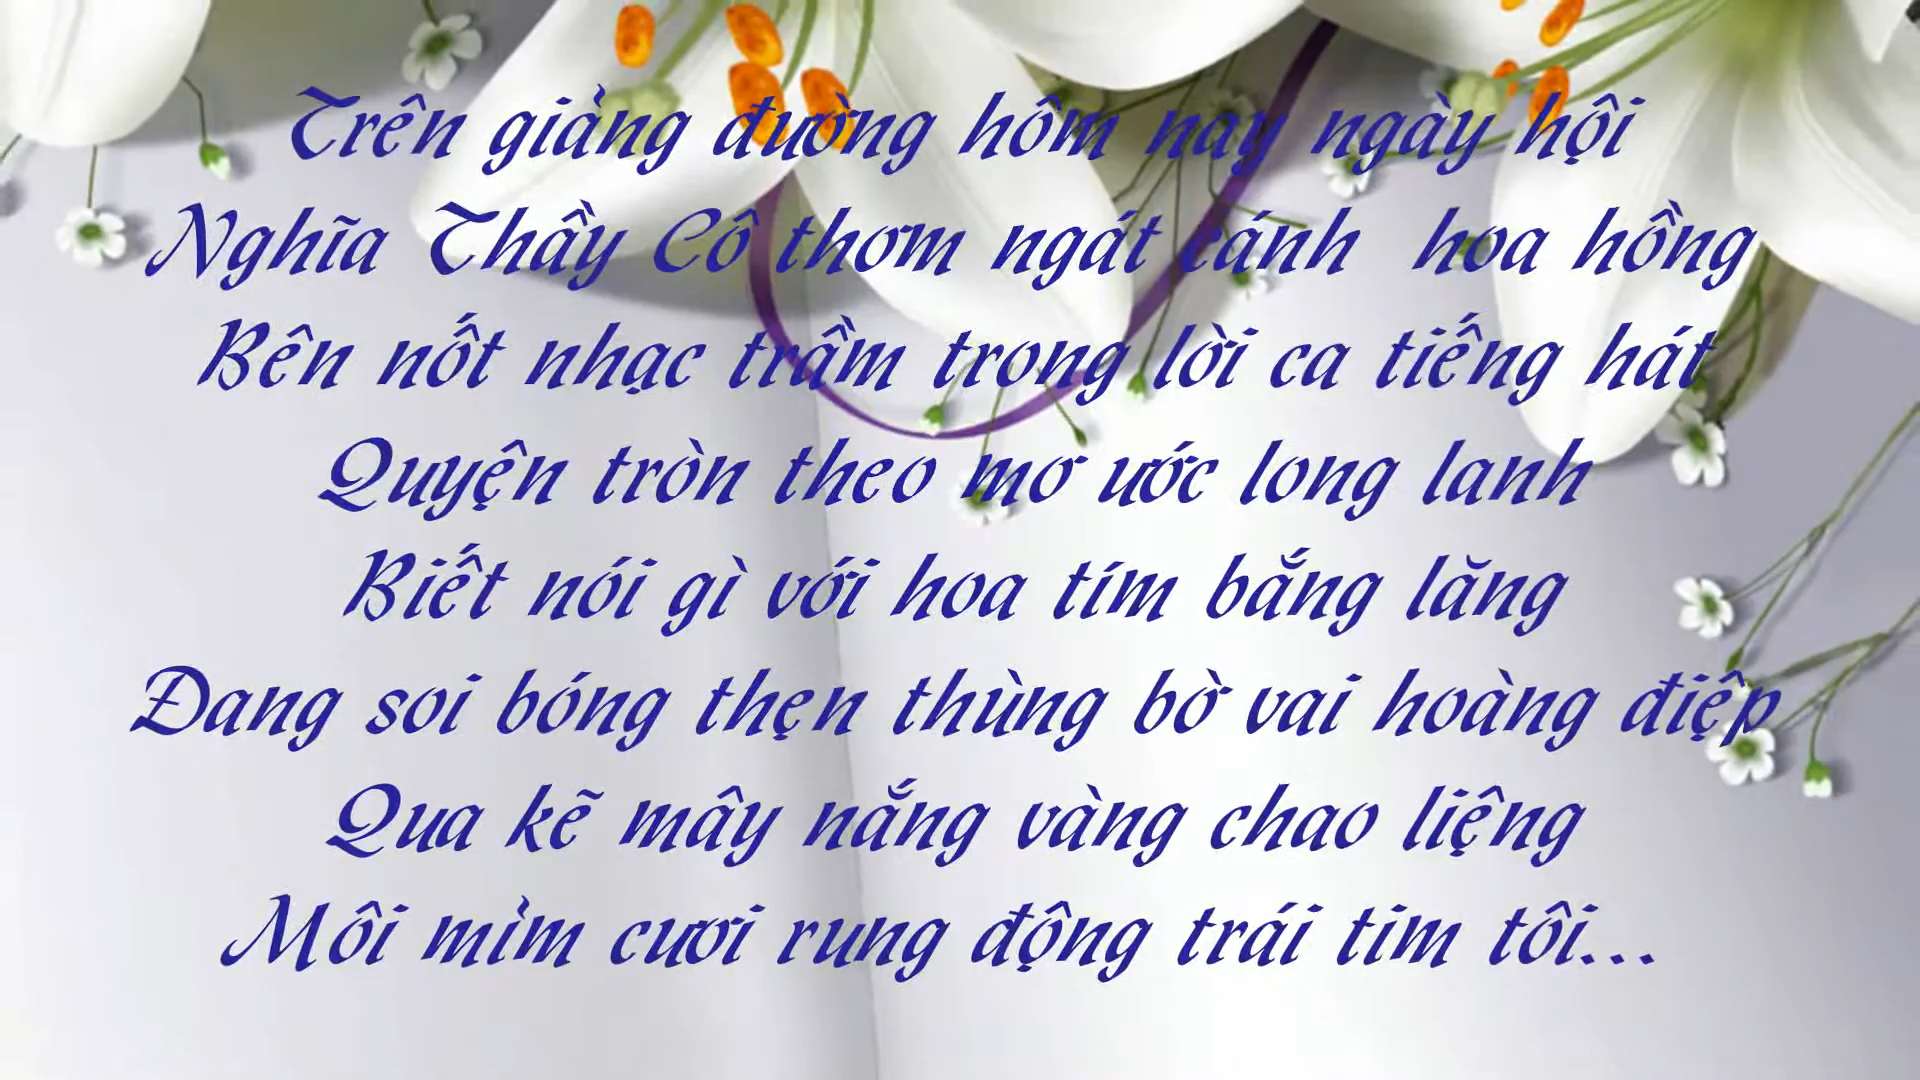 Trên giảng đường hôm nay ngày hội
Nghĩa Thầy Cô thơm ngát cánh hoa hồng
Bên nốt nhạc trầm trong lời ca tiếng hát
Quyện tròn theo mơ ước long lanh
Biết nói gì với hoa tím bắng lăng
Đang soi bóng thẹn thùng bờ vai hoàng điệp
Qua kẽ mây nắng vàng chao liệng
Môi mỉm cươi rung động trái tim tôi...